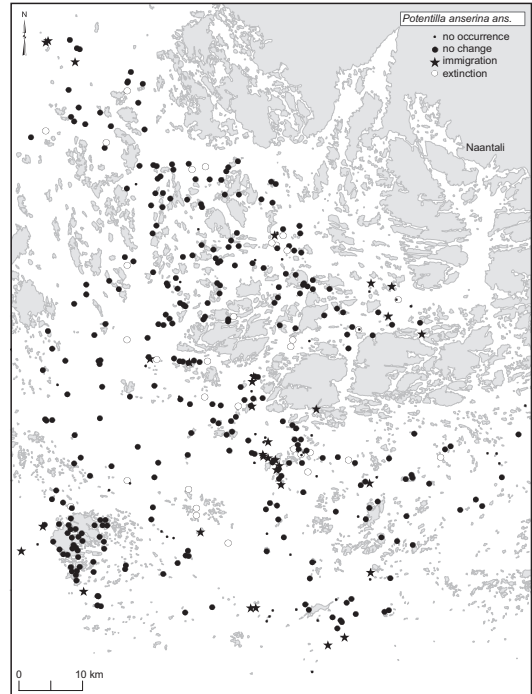 N
Potentilla anserina ans.
no occurrence
no change
immigration
extinction
Naantali
0 10 km